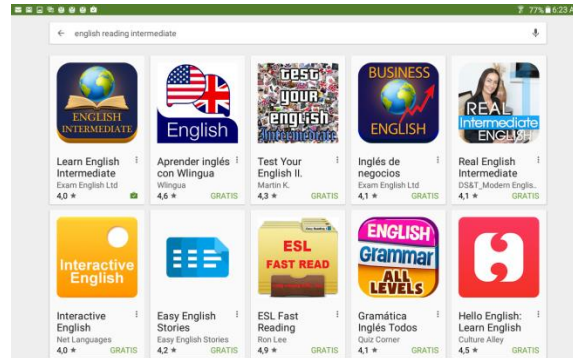 77% 6:23 A
english reading intermediate
ENGLISH
INTERMEDIATE
English
test
your
english
Intermediate
BUSINESS
ENGLISH
REAL
Intermediate
ENGLISH
Learn English
Intermediate
Exam English Ltd
4,0 ★
Aprender inglés
con Wlingua
Wlingua
4,6 ★ GRATIS
Test Your
English II.
Martin K.
4,3 ★ GRATIS
Inglés de
negocios
Exam English Ltd
4,1 ★ GRATIS
Real English
Intermediate
DS&T_Modern Englis..
4,1 ★ GRATIS
Interactive
English
ESL
FAST READ
ENGLISH
Grammar
ALL
LEVELS
Interactive
English
Net Languages
4,0 ★ GRATIS
Easy English
Stories
Easy English Stories
4,2 ★ GRATIS
ESL Fast
Reading
Ron Lee
4,9 ★ GRATIS
Gramática
Inglés Todos
Quiz Corner
4,1 ★ GRATIS
Hello English:
Learn English
Culture Alley
4,5 ★ GRATIS